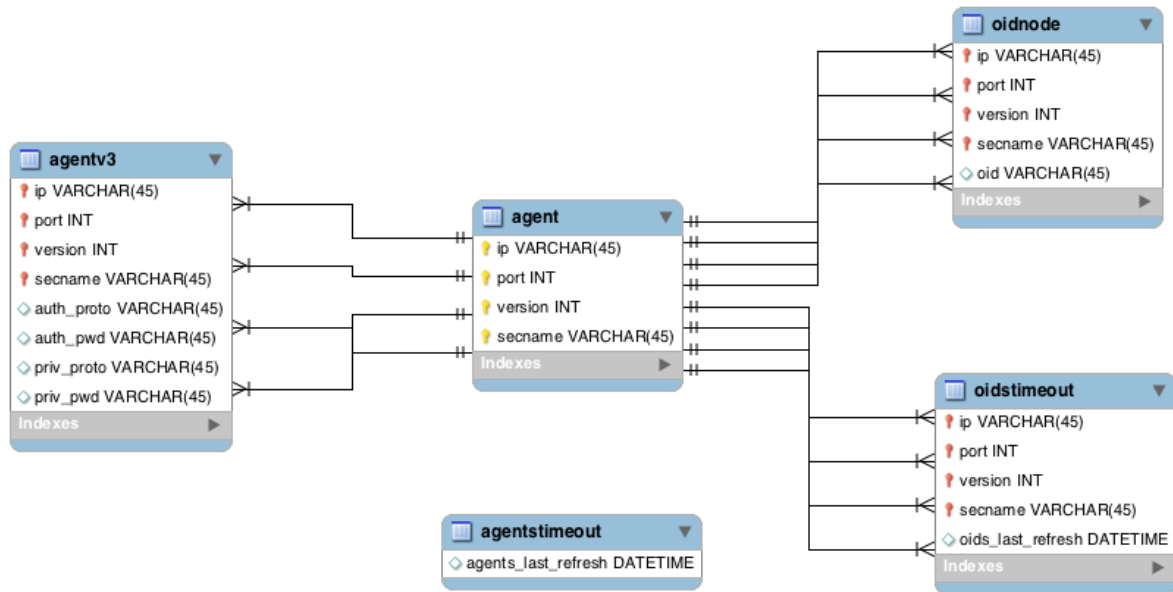 oidnode
ip VARCHAR(45)
port INT
version INT
secname VARCHAR(45)
oid VARCHAR(45)
Indexes
agentv3
ip VARCHAR(45)
port INT
version INT
secname VARCHAR(45)
auth_proto VARCHAR(45)
auth_pwd VARCHAR(45)
priv_proto VARCHAR(45)
priv_pwd VARCHAR(45)
Indexes
agent
ip VARCHAR(45)
port INT
version INT
secname VARCHAR(45)
Indexes
oidstimeout
ip VARCHAR(45)
port INT
version INT
secname VARCHAR(45)
oids_last_refresh DATETIME
Indexes
agentstimeout
agents_last_refresh DATETIME